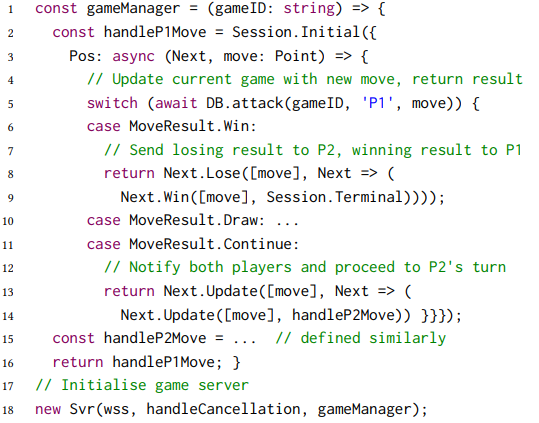 1 const gameManager = (gameID: string) => {
2 const handleP1Move = Session.Initial({
3 Pos: async (Next, move: Point) => {
4 // Update current game with new move, return result
5 switch (await DB.attack(gameID, 'P1', move)) {
6 case MoveResult.Win:
7 // Send losing result to P2, winning result to P1
8 return Next.Lose([move], Next => (
9 Next.Win([move], Session.Terminal))));
10 case MoveResult.Draw: ...
11 case MoveResult.Continue:
12 // Notify both players and proceed to P2's turn
13 return Next.Update([move], Next => (
14 Next.Update([move], handleP2Move)) }}});
15 const handleP2Move = ... // defined similarly
16 return handleP1Move; }
17 // Initialise game server
18 new Svr(wss, handleCancellation, gameManager);